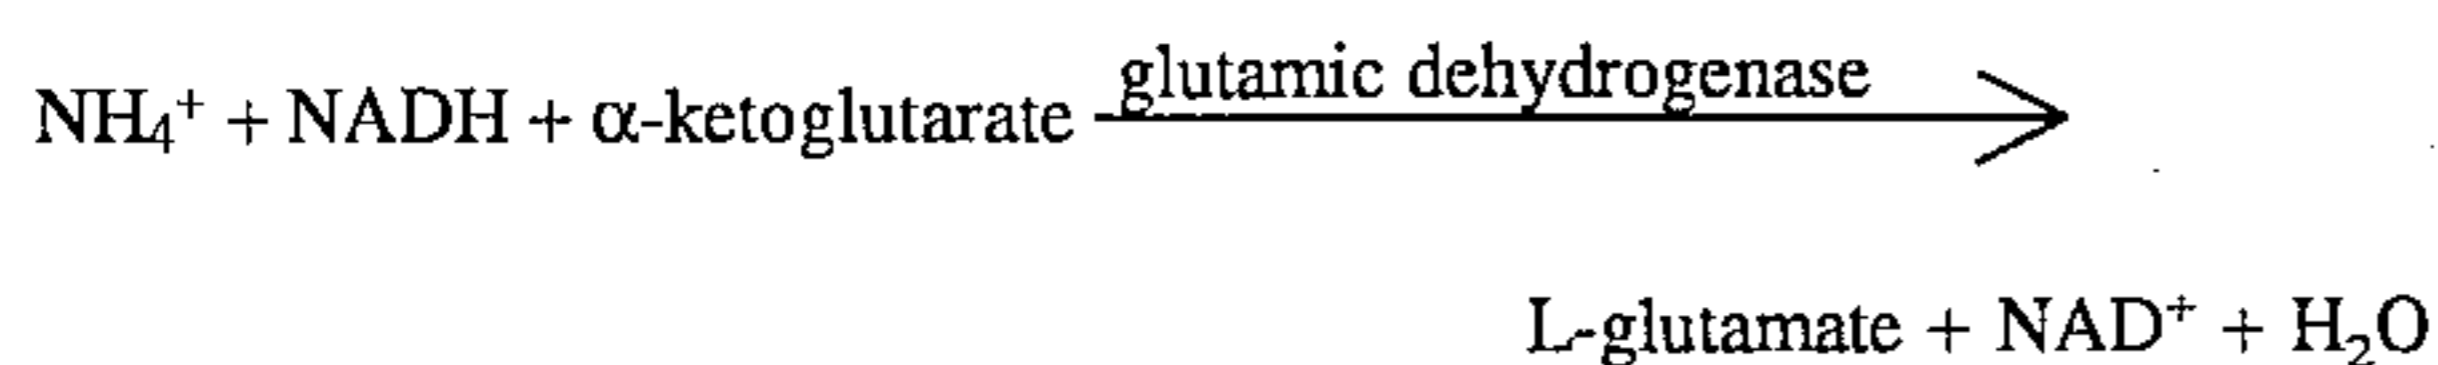 glutamic dehydrogenase
NH₄⁺ + NADH + α-ketoglutarate
L-glutamate + NAD⁺ + H₂O